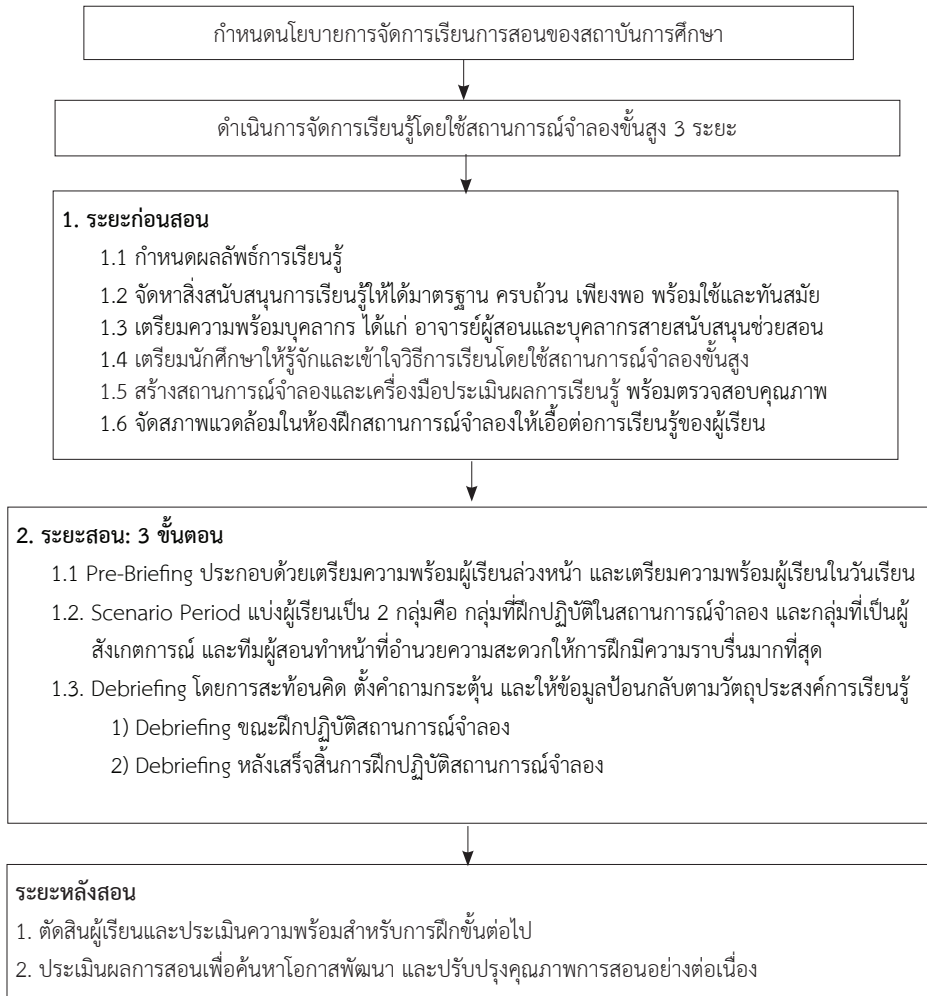 กำหนดนโยบายการจัดการเรียนการสอนของสถาบันการศึกษา
ดำเนินการจัดการเรียนรู้โดยใช้สถานการณ์จำลองขั้นสูง 3 ระยะ
1. ระยะก่อนสอน
1.1 กำหนดผลลัพธ์การเรียนรู้
1.2 จัดหาสิ่งสนับสนุนการเรียนรู้ให้ได้มาตรฐาน ครบถ้วน เพียงพอ พร้อมใช้และทันสมัย
1.3 เตรียมความพร้อมบุคลากร ได้แก่ อาจารย์ผู้สอนและบุคลากรสายสนับสนุนช่วยสอน
1.4 เตรียมนักศึกษาให้รู้จักและเข้าใจวิธีการเรียนโดยใช้สถานการณ์จำลองขั้นสูง
1.5 สร้างสถานการณ์จำลองและเครื่องมือประเมินผลการเรียนรู้ พร้อมตรวจสอบคุณภาพ
1.6 จัดสภาพแวดล้อมในห้องฝึกสถานการณ์จำลองให้เอื้อต่อการเรียนรู้ของผู้เรียน
2. ระยะสอน: 3 ขั้นตอน
1.1 Pre-Briefing ประกอบด้วยเตรียมความพร้อมผู้เรียนล่วงหน้า และเตรียมความพร้อมผู้เรียนในวันเรียน
1.2. Scenario Period แบ่งผู้เรียนเป็น 2 กลุ่มคือ กลุ่มที่ฝึกปฏิบัติในสถานการณ์จำลอง และกลุ่มที่เป็นผู้
สังเกตการณ์ และทีมผู้สอนทำหน้าที่อำนวยความสะดวกให้การฝึกมีความราบรื่นมากที่สุด
1.3. Debriefing โดยการสะท้อนคิด ตั้งคำถามกระตุ้น และให้ข้อมูลป้อนกลับตามวัตถุประสงค์การเรียนรู้
1) Debriefing ขณะฝึกปฏิบัติสถานการณ์จำลอง
2) Debriefing หลังเสร็จสิ้นการฝึกปฏิบัติสถานการณ์จำลอง
ระยะหลังสอน
1. ตัดสินผู้เรียนและประเมินความพร้อมสำหรับการฝึกขั้นต่อไป
2. ประเมินผลการสอนเพื่อค้นหาโอกาสพัฒนา และปรับปรุงคุณภาพการสอนอย่างต่อเนื่อง